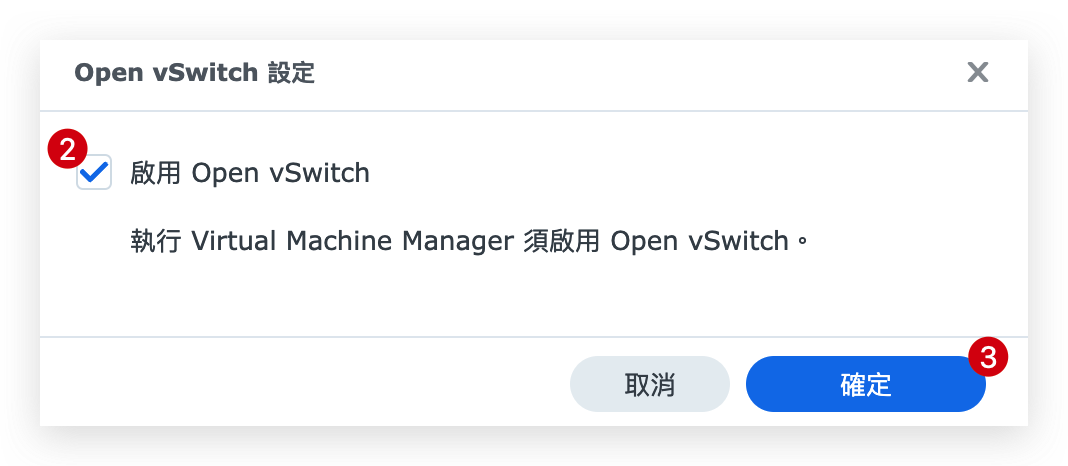 Open vSwitch 設定
2
啟用 Open vSwitch
執行 Virtual Machine Manager 須啟用 Open vSwitch。
取消
確定
3